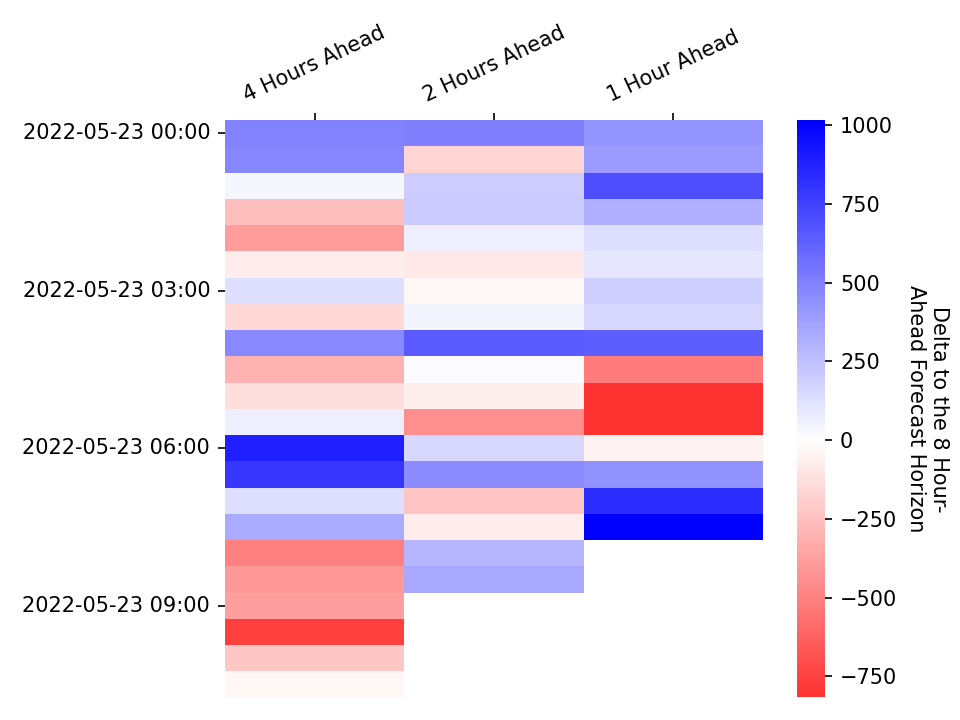 4 Hours Ahead
2 Hours Ahead
1 Hour Ahead
2022-05-23 00:00
2022-05-23 03:00
2022-05-23 06:00
2022-05-23 09:00
1000
750
500
250
0
−250
−500
−750
Delta to the 8 Hour-
Ahead Forecast Horizon